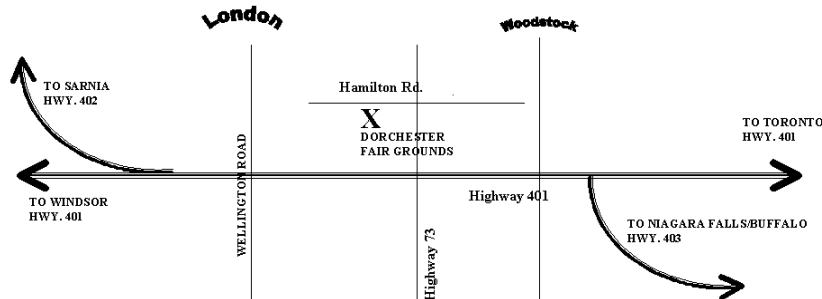 London
Woodstock
Hamilton Rd.
TO SARNIA
HWY. 402
X
DORCHESTER
FAIR GROUNDS
TO TORONTO
HWY. 401
WELLINGTON ROAD
TO WINDSOR
HWY. 401
Highway 401
Highway 73
TO NIAGARA FALLS/BUFFALO
HWY. 403